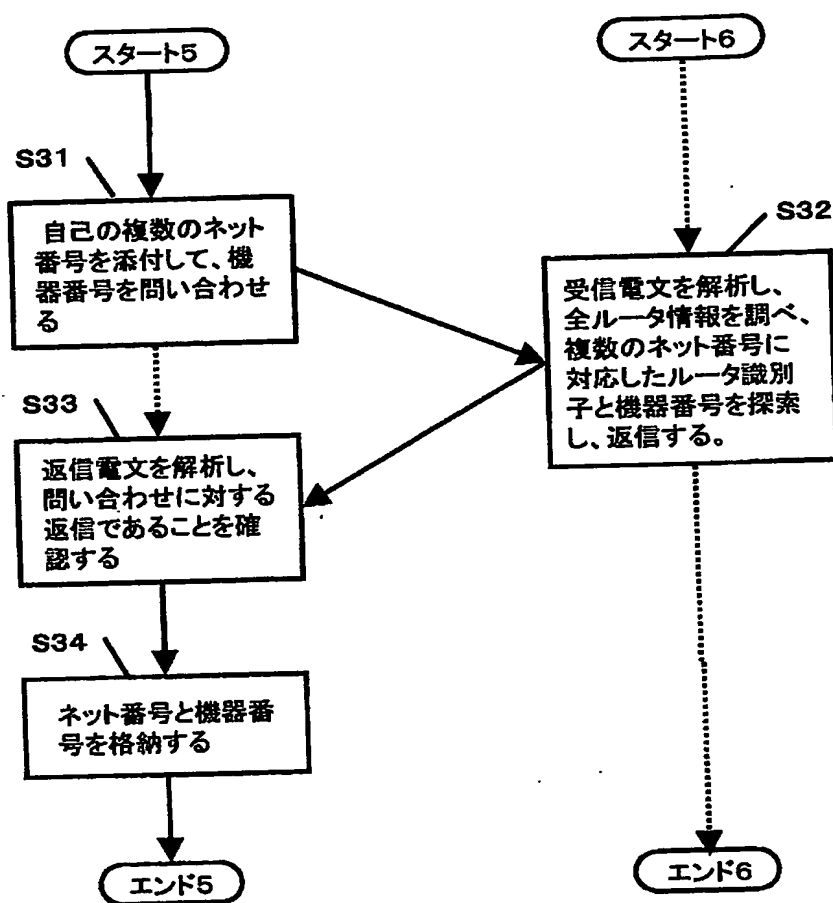 スタート5
スタート6
S31
自己の複数のネット
番号を添付して、機
器番号を問い合わせ
る
S32
受信電文を解析し、
全ルータ情報を調べ、
複数のネット番号に
対応したルータ識別
子と機器番号を探索
し、返信する。
S33
返信電文を解析し、
問い合わせに対する
返信であることを確
認する
S34
ネット番号と機器番
号を格納する
エンド5
エンド6